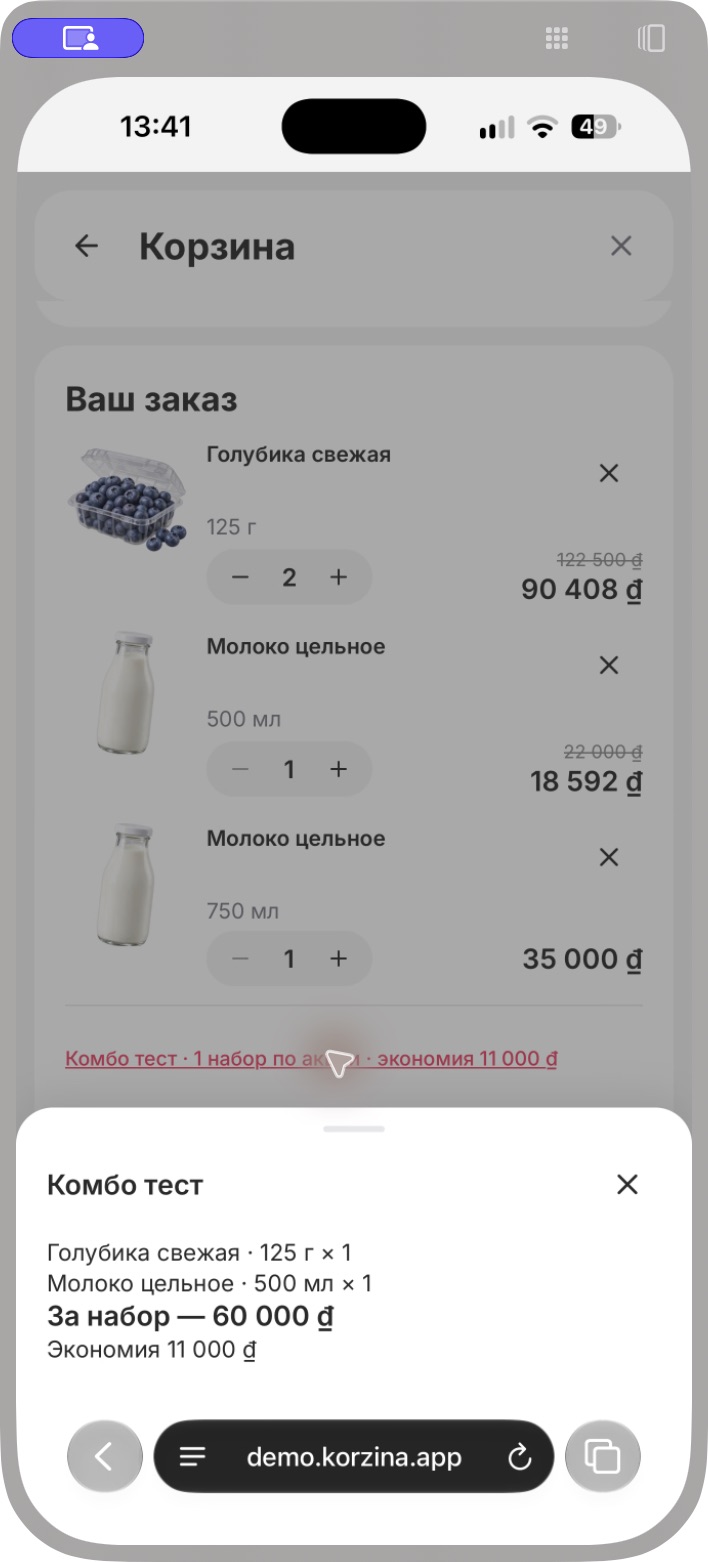 13:41
49
Корзина
Ваш заказ
Голубика свежая
125 г
122 500 ₫
2
90 408 ₫
Молоко цельное
500 мл
22 000 ₫
1
18 592 ₫
Молоко цельное
750 мл
1
35 000 ₫
Комбо тест · 1 набор по · экономия 11 000 ₫
Комбо тест
Голубика свежая · 125 г × 1
Молоко цельное · 500 мл × 1
За набор — 60 000 ₫
Экономия 11 000 ₫
demo.korzina.app